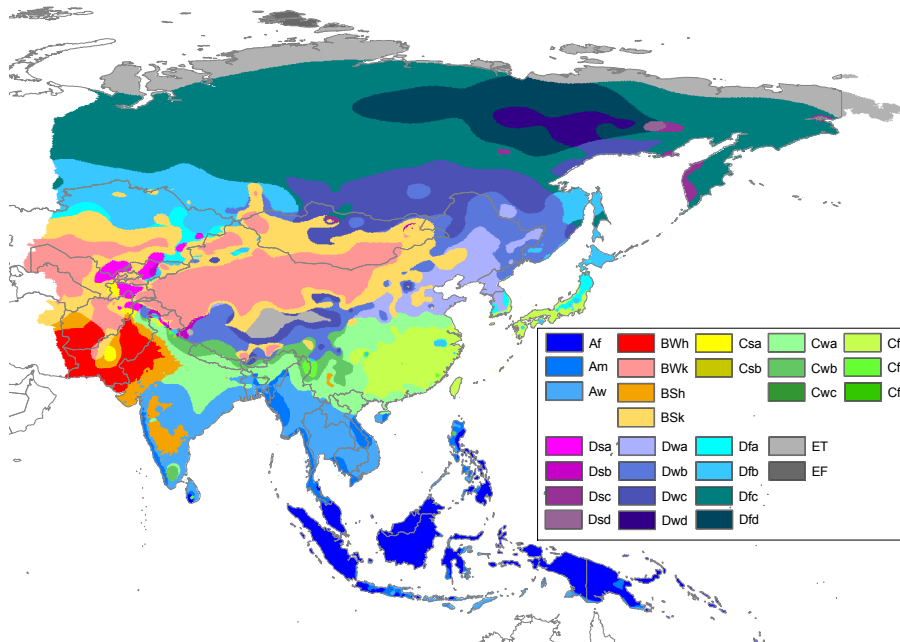 Af BWh Csa Cwa Cf
Am BWk Csb Cwb Cf
Aw BSh Cwc Cf
BSk
Dsa Dwa Dfa ET
Dsb Dwb Dfb EF
Dsc Dwc Dfc
Dsd Dwd Dfd